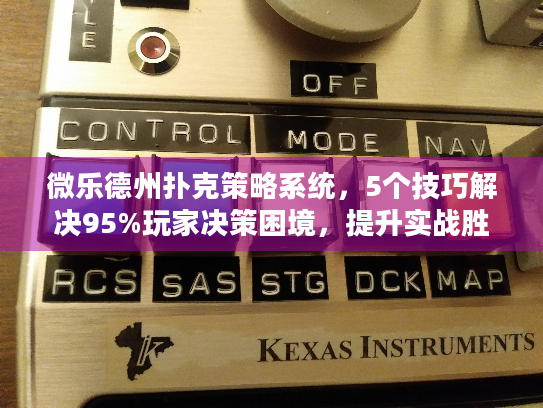 YLE
OFF
CONTROL MODE NAV
微乐德州扑克策略系统，5个技巧解
决95%玩家决策困境，提升实战胜
RCS SAS STG DCK MAP
K KEXAS INSTRUMENTS